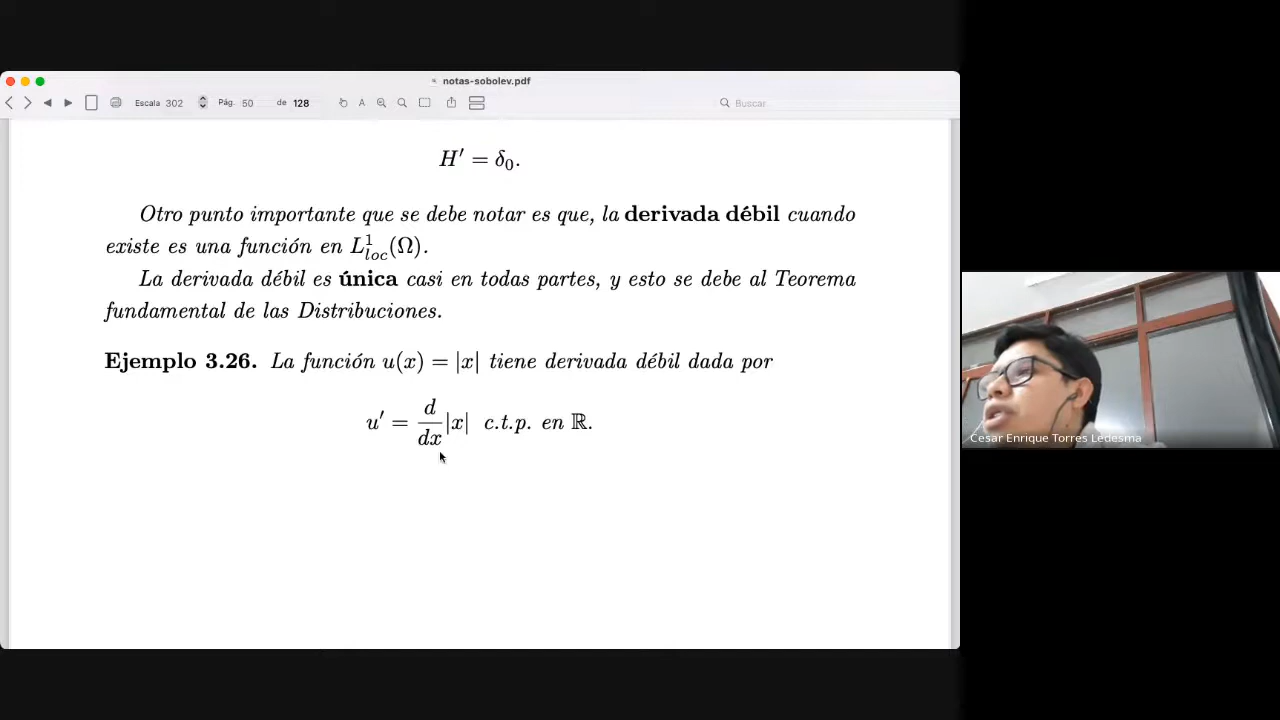 notas-sobolev.pdf
Escala 302 Pág. 50 de 128 Buscar
H′ = δ₀.
Otro punto importante que se debe notar es que, la derivada débil cuando
existe es una función en L¹_loc(Ω).
La derivada débil es única casi en todas partes, y esto se debe al Teorema
fundamental de las Distribuciones.
Ejemplo 3.26. La función u(x) = |x| tiene derivada débil dada por
u′ = d/dx |x| c.t.p. en ℝ.
Cesar Enrique Torres Ledesma